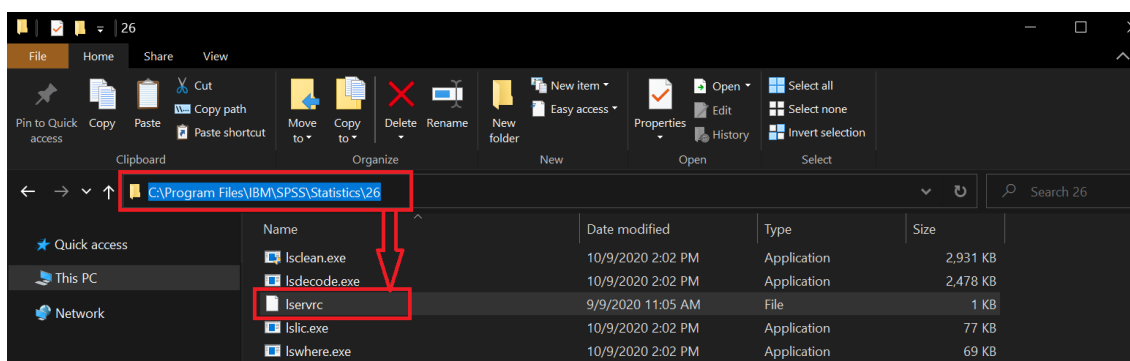 26
File Home Share View
Pin to Quick access
Copy
Paste
Cut
Copy path
Paste shortcut
Clipboard
Move to
Copy to
Delete
Rename
Organize
New folder
New item
Easy access
New
Properties
Open
Edit
History
Open
Select all
Select none
Invert selection
Select
C:\Program Files\IBM\SPSS\Statistics\26
Search 26
Quick access
This PC
Network
Name Date modified Type Size
lsclean.exe 10/9/2020 2:02 PM Application 2,931 KB
lsdecode.exe 10/9/2020 2:02 PM Application 2,478 KB
lservrc 9/9/2020 11:05 AM File 1 KB
lslic.exe 10/9/2020 2:02 PM Application 77 KB
lswhere.exe 10/9/2020 2:02 PM Application 69 KB